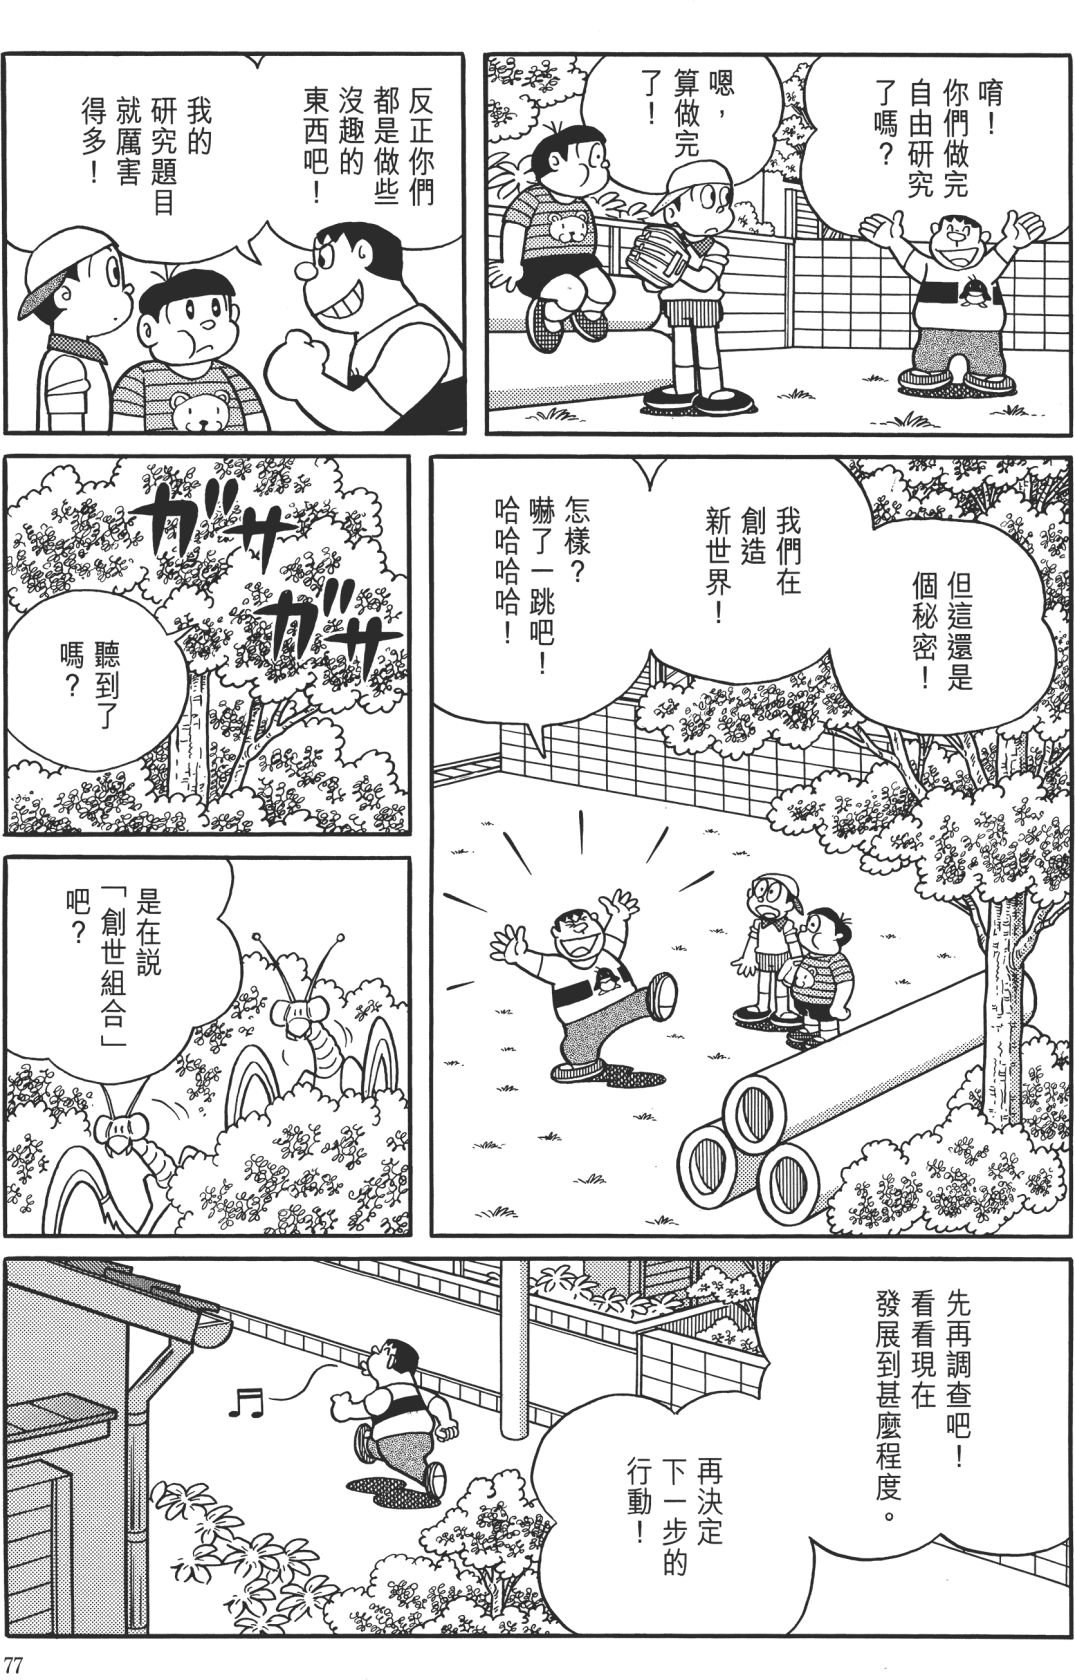 唷！
你們做完
自由研究
了嗎？
嗯，
算做完
了！
反正你們
都是做些
沒趣的
東西吧！
我的
研究題目
就厲害
得多！
但這還是
個秘密！
我們在
創造
新世界！
怎樣？
嚇了一跳吧！
哈哈哈哈！
ガサ
ガサ
聽到了
嗎？
是在說
「創世組合」
吧？
先再調查吧！
看看現在
發展到甚麼程度。
再決定
下一步的
行動！
77